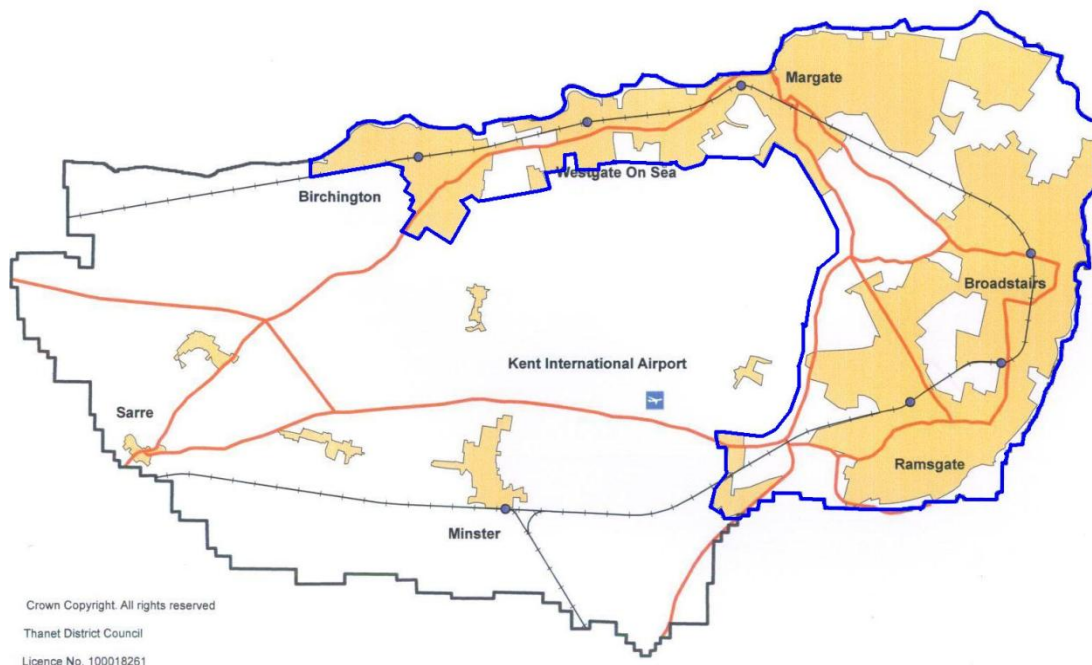 Margate
Westgate On Sea
Birchington
Broadstairs
Kent International Airport
Sarre
Ramsgate
Minster
Crown Copyright. All rights reserved
Thanet District Council
Licence No. 100018261